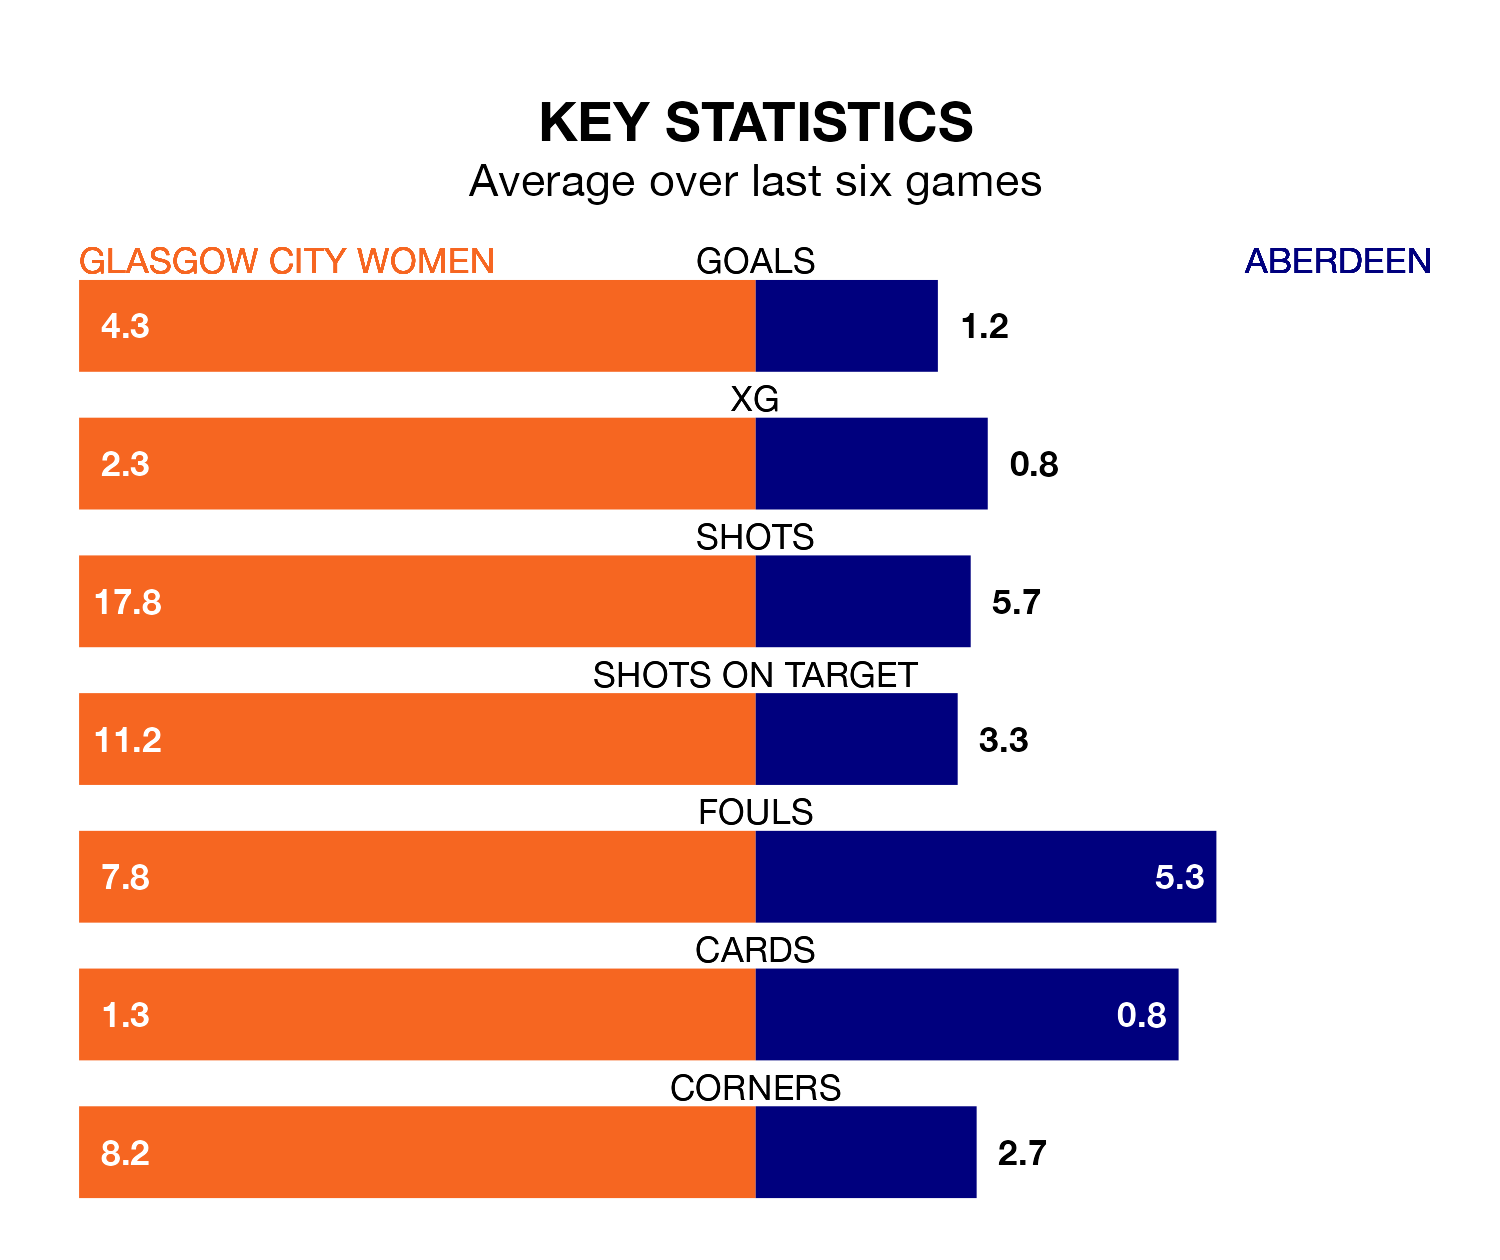 KEY STATISTICS
Average over last six games
GLASGOW CITY WOMEN GOALS ABERDEEN
4.3 1.2
XG
2.3 0.8
SHOTS
17.8 5.7
SHOTS ON TARGET
11.2 3.3
FOULS
7.8 5.3
CARDS
1.3 0.8
CORNERS
8.2 2.7